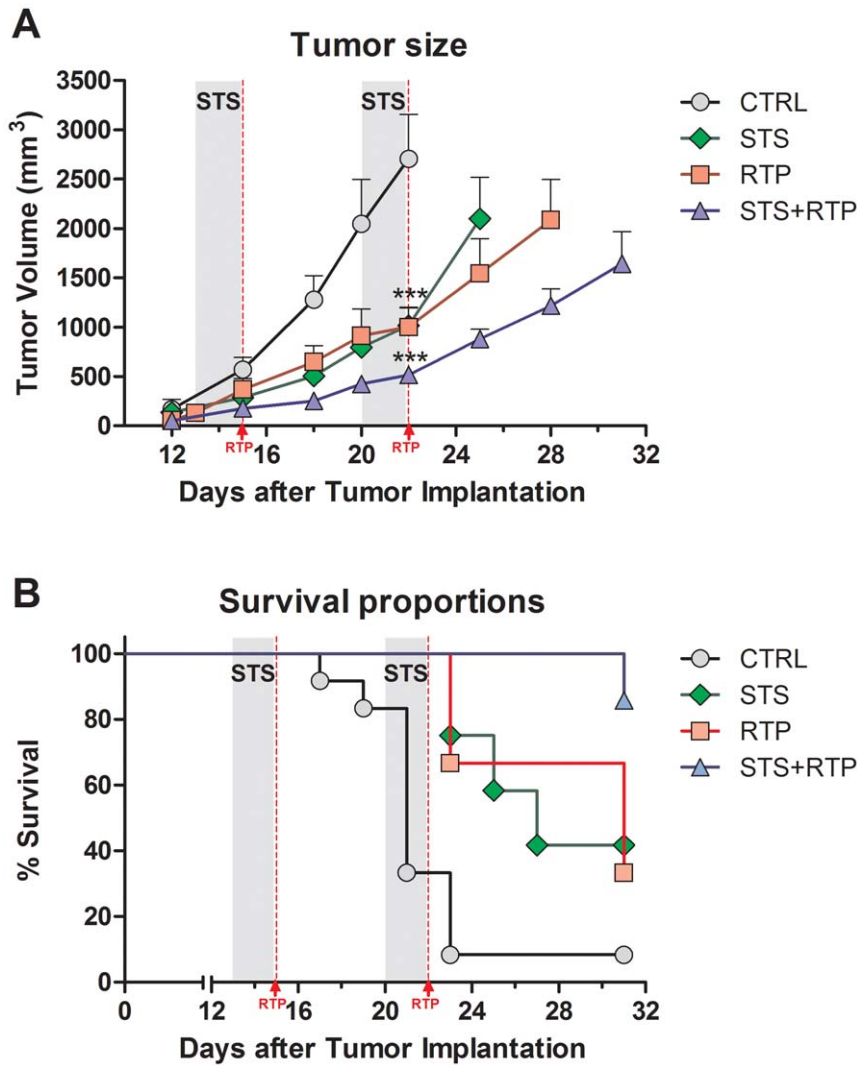 A
Tumor size
3500
3000
2500
2000
1500
1000
500
0
Tumor Volume (mm 3)
STS
STS
***
***
12
16
20
24
28
32
RTP
RTP
Days after Tumor Implantation
CTRL
STS
RTP
STS+RTP
B
Survival proportions
100
80
60
40
20
0
% Survival
STS
STS
0
12
16
20
24
28
32
RTP
RTP
Days after Tumor Implantation
CTRL
STS
RTP
STS+RTP